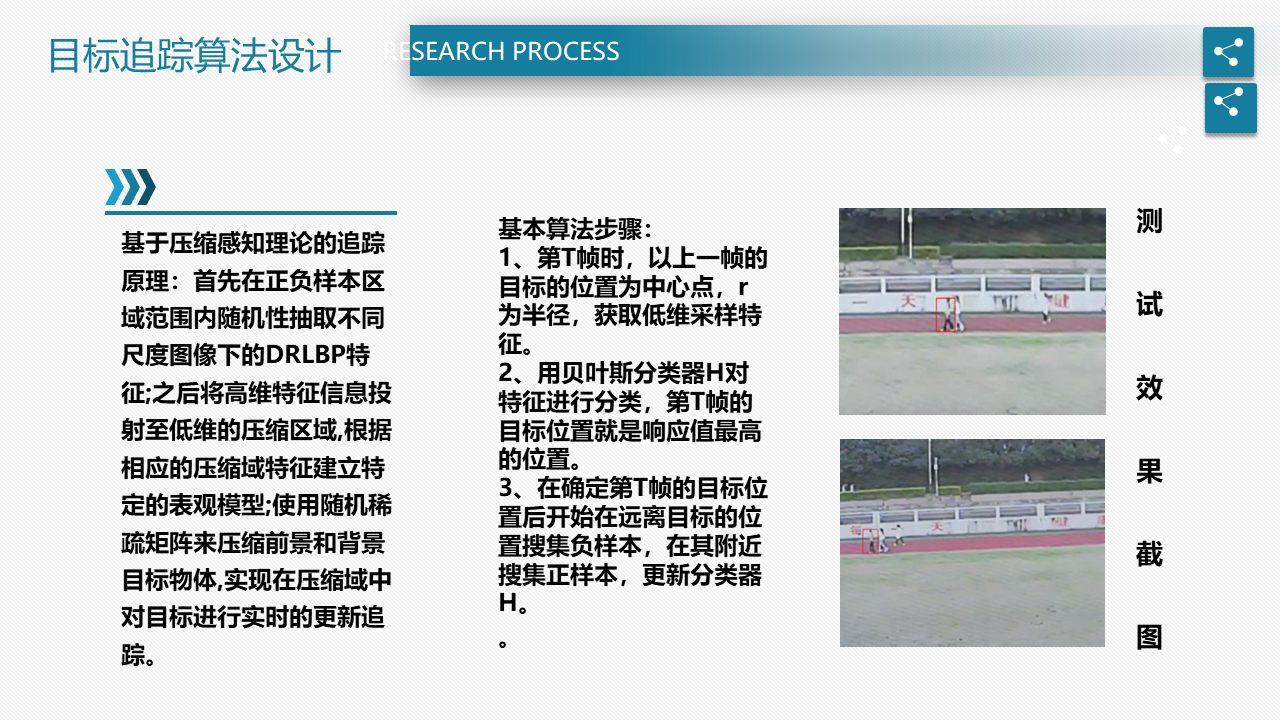 目标追踪算法设计
RESEARCH PROCESS
基于压缩感知理论的追踪
原理：首先在正负样本区
域范围内随机性抽取不同
尺度图像下的DRLBP特
征;之后将高维特征信息投
射至低维的压缩区域,根据
相应的压缩域特征建立特
定的表观模型;使用随机稀
疏矩阵来压缩前景和背景
目标物体,实现在压缩域中
对目标进行实时的更新追
踪。
基本算法步骤：
1、第T帧时，以上一帧的
目标的位置为中心点，r
为半径，获取低维采样特
征。
2、用贝叶斯分类器H对
特征进行分类，第T帧的
目标位置就是响应值最高
的位置。
3、在确定第T帧的目标位
置后开始在远离目标的位
置搜集负样本，在其附近
搜集正样本，更新分类器
H。
。
一 天 健
每 天 健
测
试
效
果
截
图